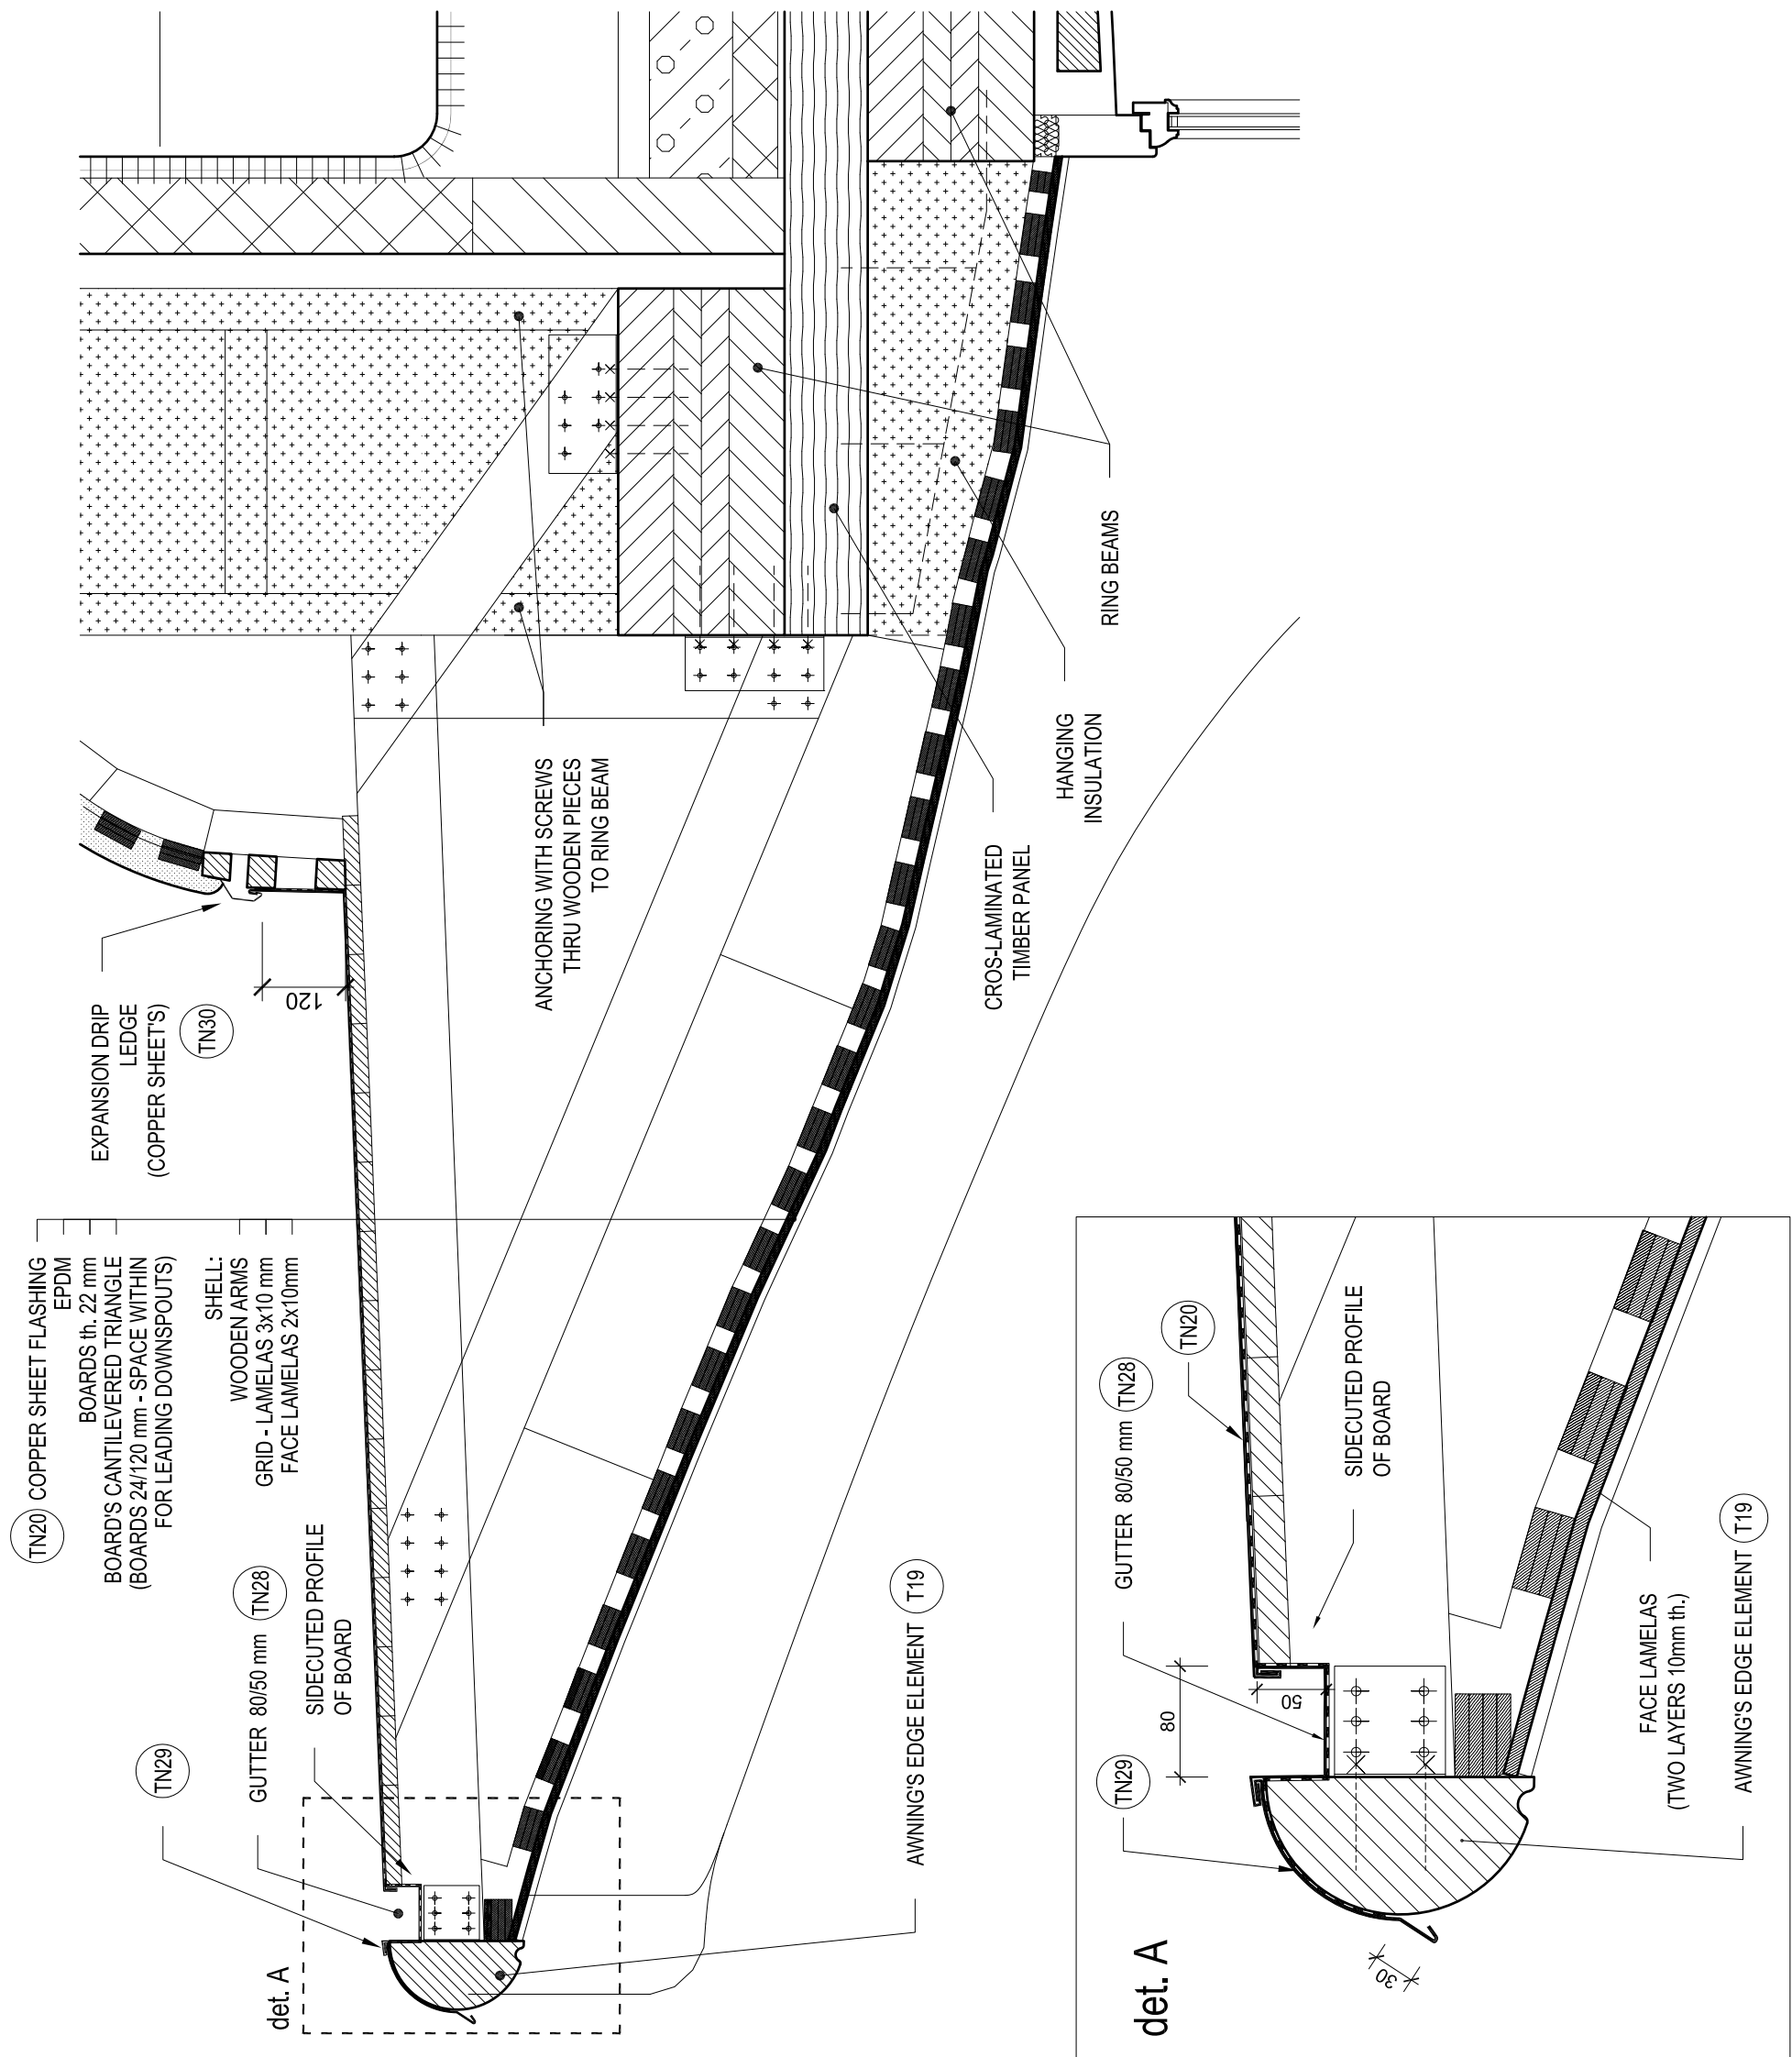 TN20 COPPER SHEET FLASHING
EPDM
BOARDS th. 22 mm
BOARD'S CANTILEVERED TRIANGLE
(BOARDS 24/120 mm - SPACE WITHIN
FOR LEADING DOWNSPOUTS)
SHELL:
WOODEN ARMS
GRID - LAMELAS 3x10 mm
FACE LAMELAS 2x10mm
EXPANSION DRIP
LEDGE
(COPPER SHEET'S)
TN30
120
ANCHORING WITH SCREWS
THRU WOODEN PIECES
TO RING BEAM
CROS-LAMINATED
TIMBER PANEL
HANGING
INSULATION
RING BEAMS
TN29
GUTTER 80/50 mm TN28
SIDECUTED PROFILE
OF BOARD
det. A
AWNING'S EDGE ELEMENT T19
det. A
TN29
GUTTER 80/50 mm TN28
TN20
80
50
30
SIDECUTED PROFILE
OF BOARD
FACE LAMELAS
(TWO LAYERS 10mm th.)
AWNING'S EDGE ELEMENT T19